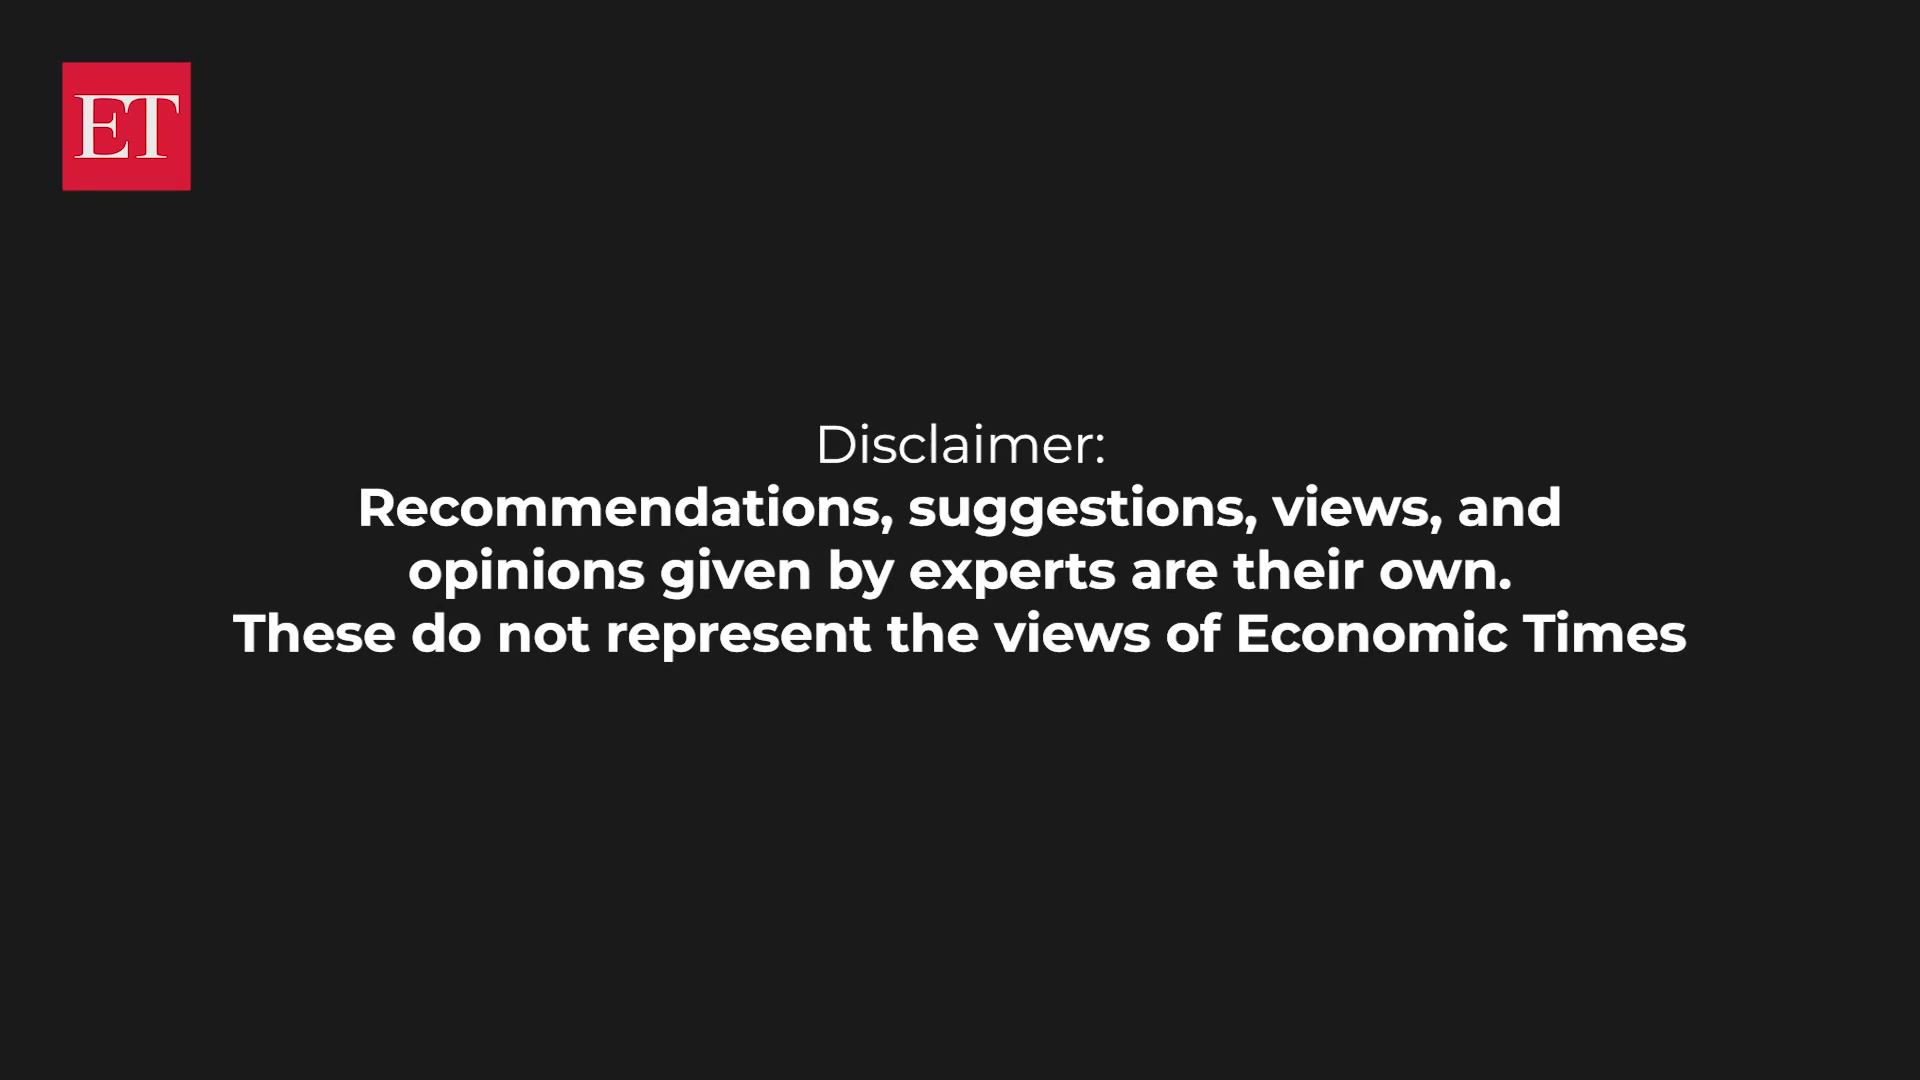 ET
Disclaimer:
Recommendations, suggestions, views, and
opinions given by experts are their own.
These do not represent the views of Economic Times